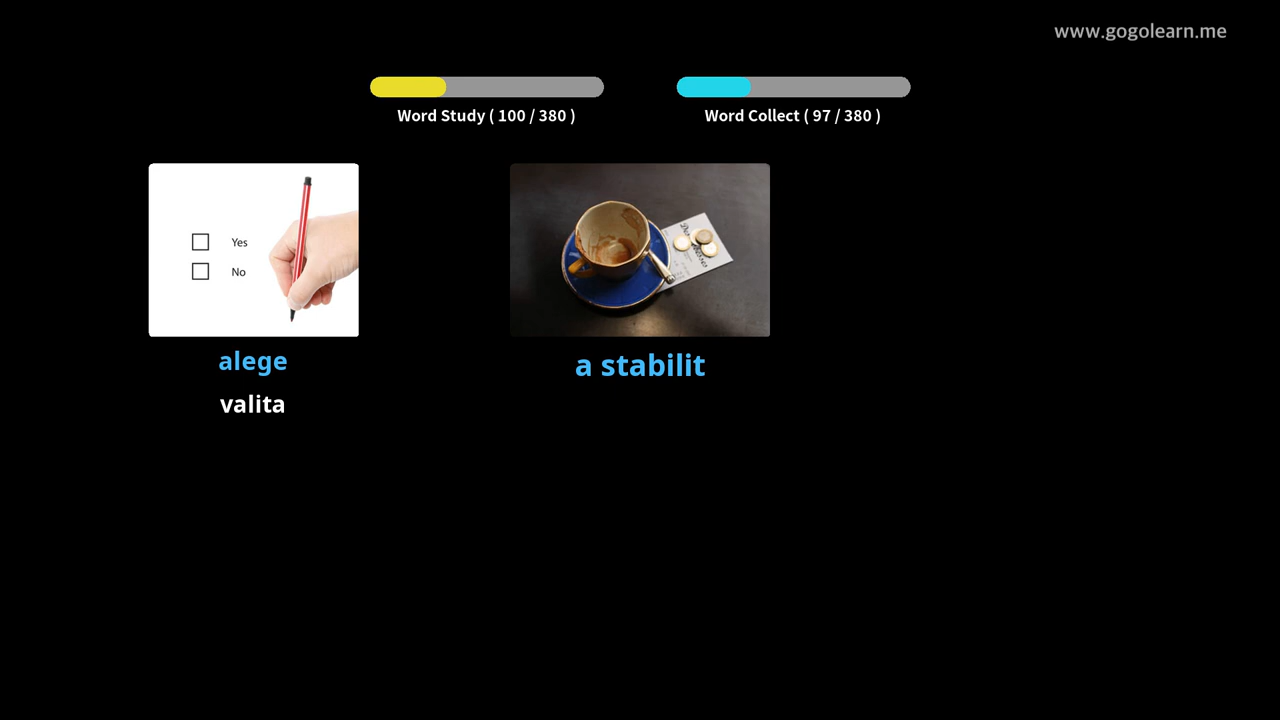 www.gogolearn.me
Word Study ( 100 / 380 )
Word Collect ( 97 / 380 )
Yes
No
alege
valita
a stabilit